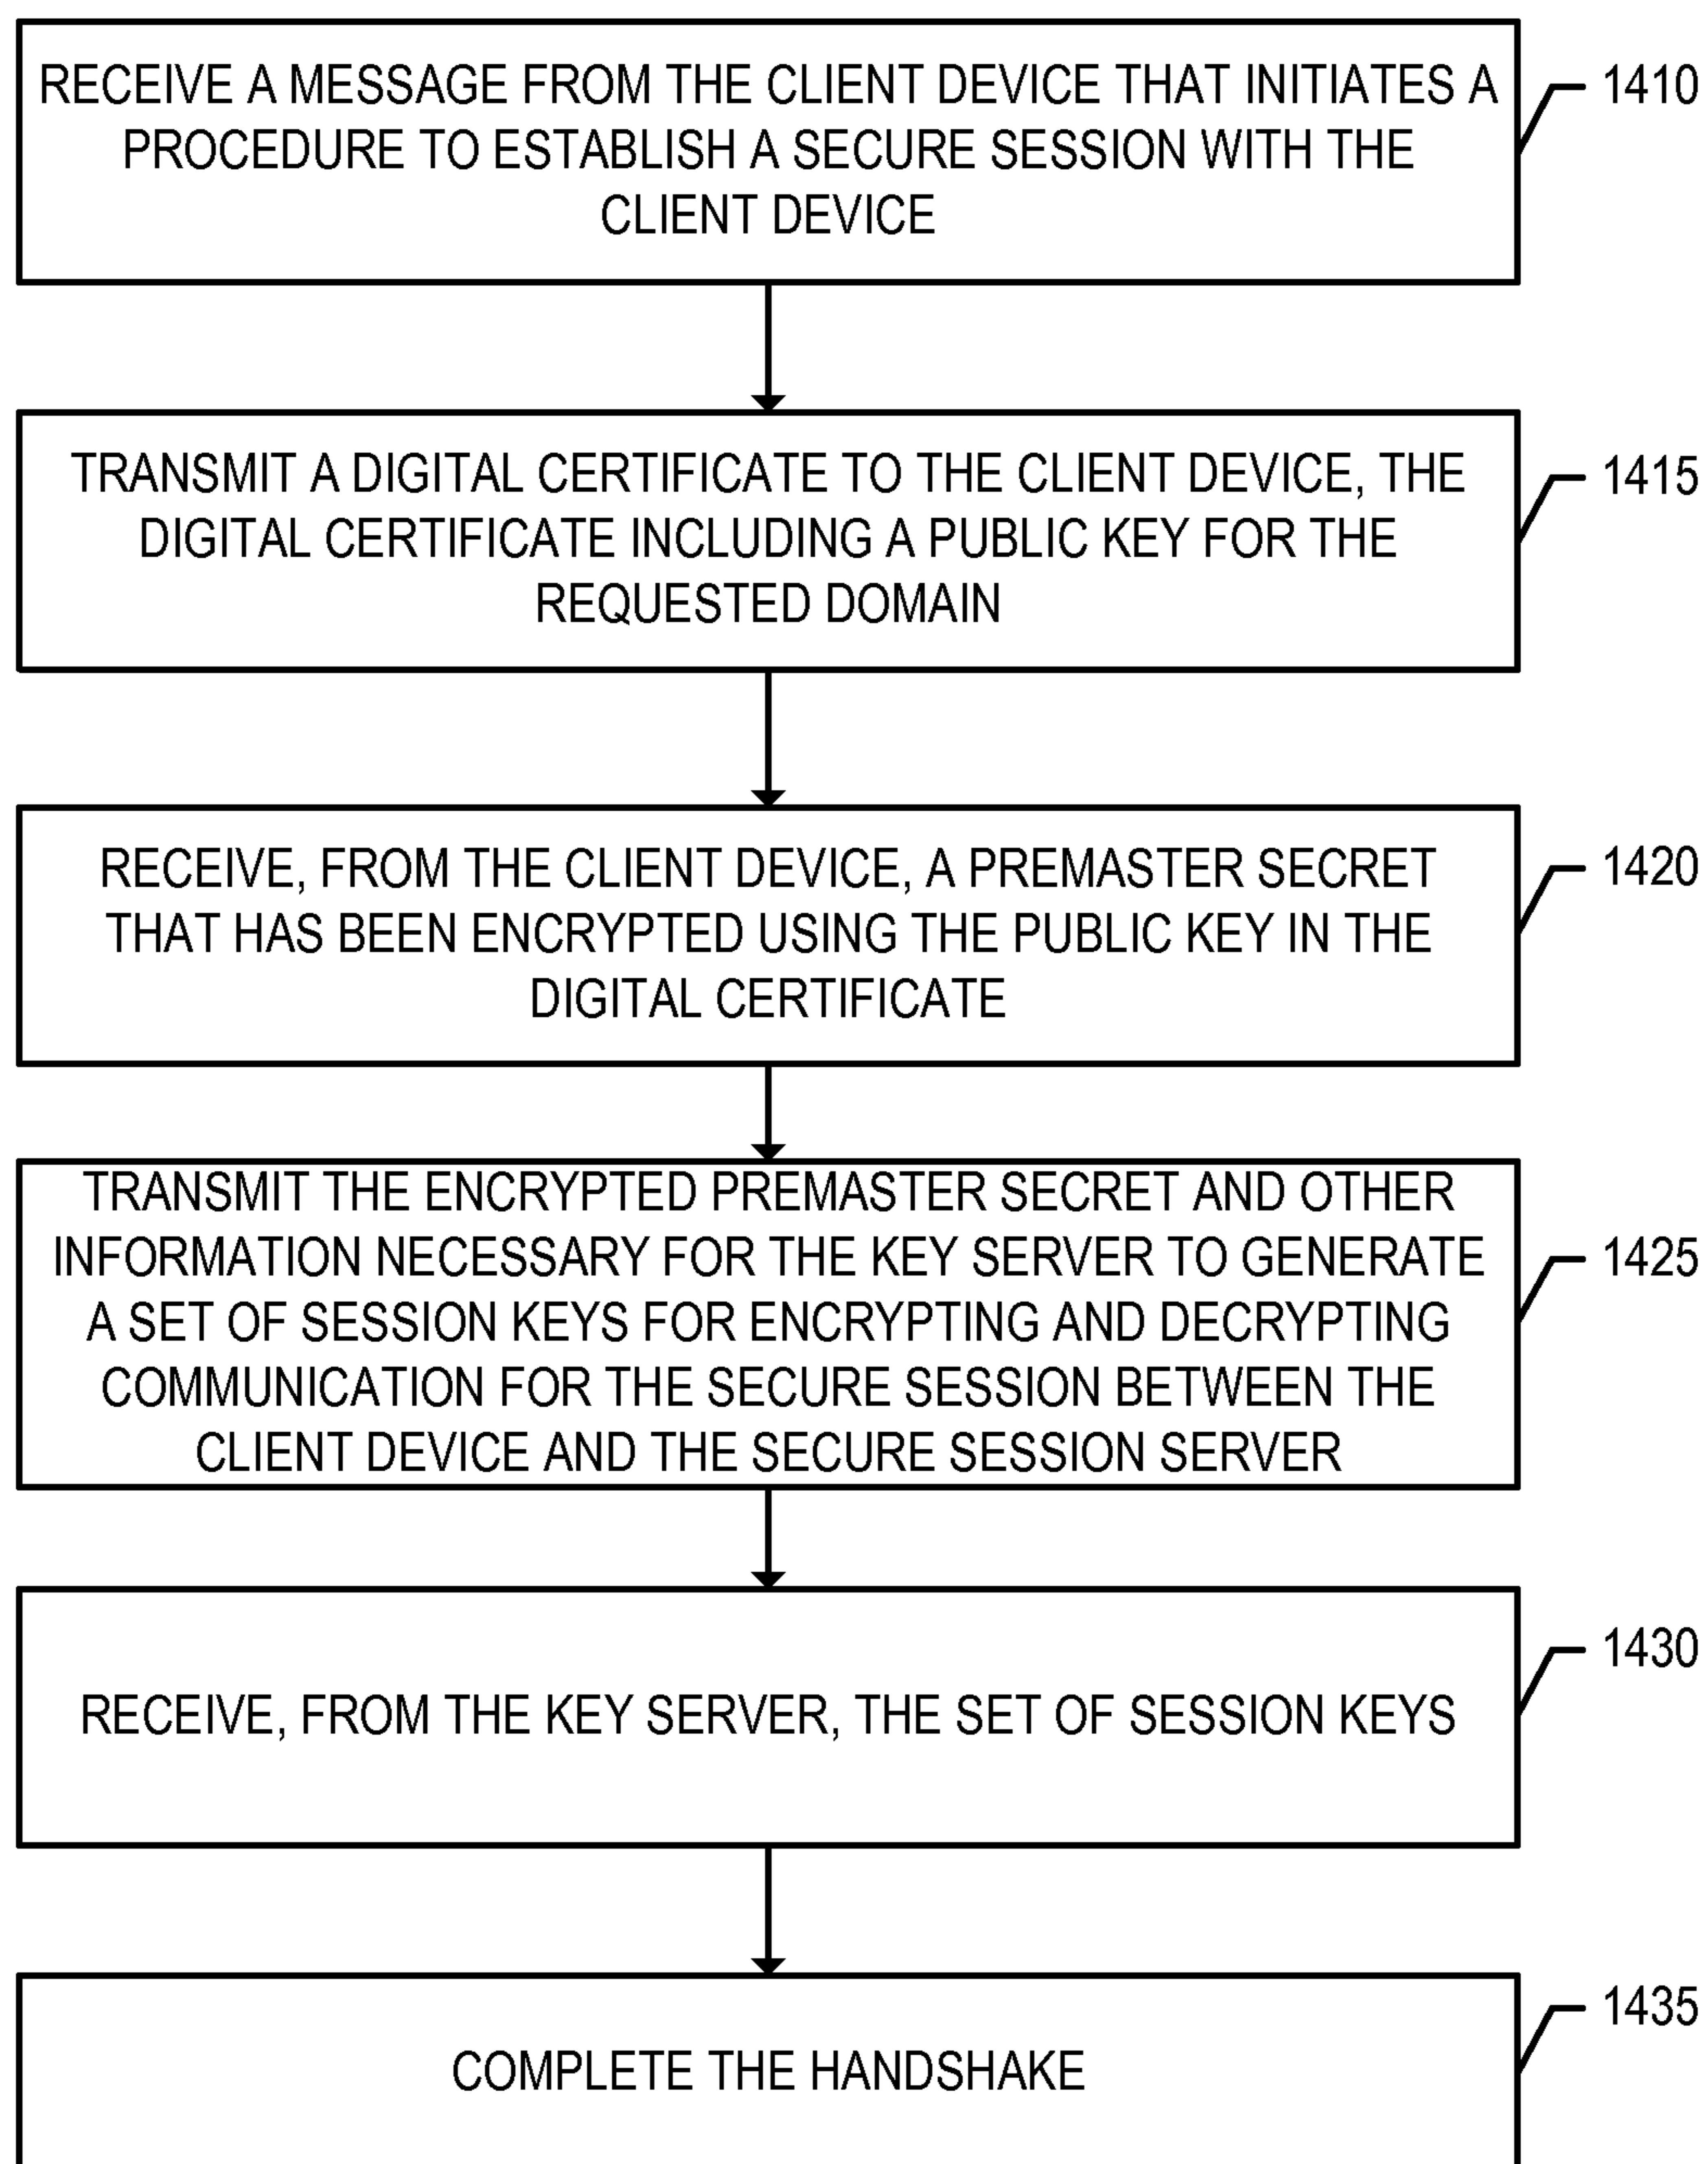 RECEIVE A MESSAGE FROM THE CLIENT DEVICE THAT INITIATES A
PROCEDURE TO ESTABLISH A SECURE SESSION WITH THE
CLIENT DEVICE
1410
TRANSMIT A DIGITAL CERTIFICATE TO THE CLIENT DEVICE, THE
DIGITAL CERTIFICATE INCLUDING A PUBLIC KEY FOR THE
REQUESTED DOMAIN
1415
RECEIVE, FROM THE CLIENT DEVICE, A PREMASTER SECRET
THAT HAS BEEN ENCRYPTED USING THE PUBLIC KEY IN THE
DIGITAL CERTIFICATE
1420
TRANSMIT THE ENCRYPTED PREMASTER SECRET AND OTHER
INFORMATION NECESSARY FOR THE KEY SERVER TO GENERATE
A SET OF SESSION KEYS FOR ENCRYPTING AND DECRYPTING
COMMUNICATION FOR THE SECURE SESSION BETWEEN THE
CLIENT DEVICE AND THE SECURE SESSION SERVER
1425
RECEIVE, FROM THE KEY SERVER, THE SET OF SESSION KEYS
1430
COMPLETE THE HANDSHAKE
1435